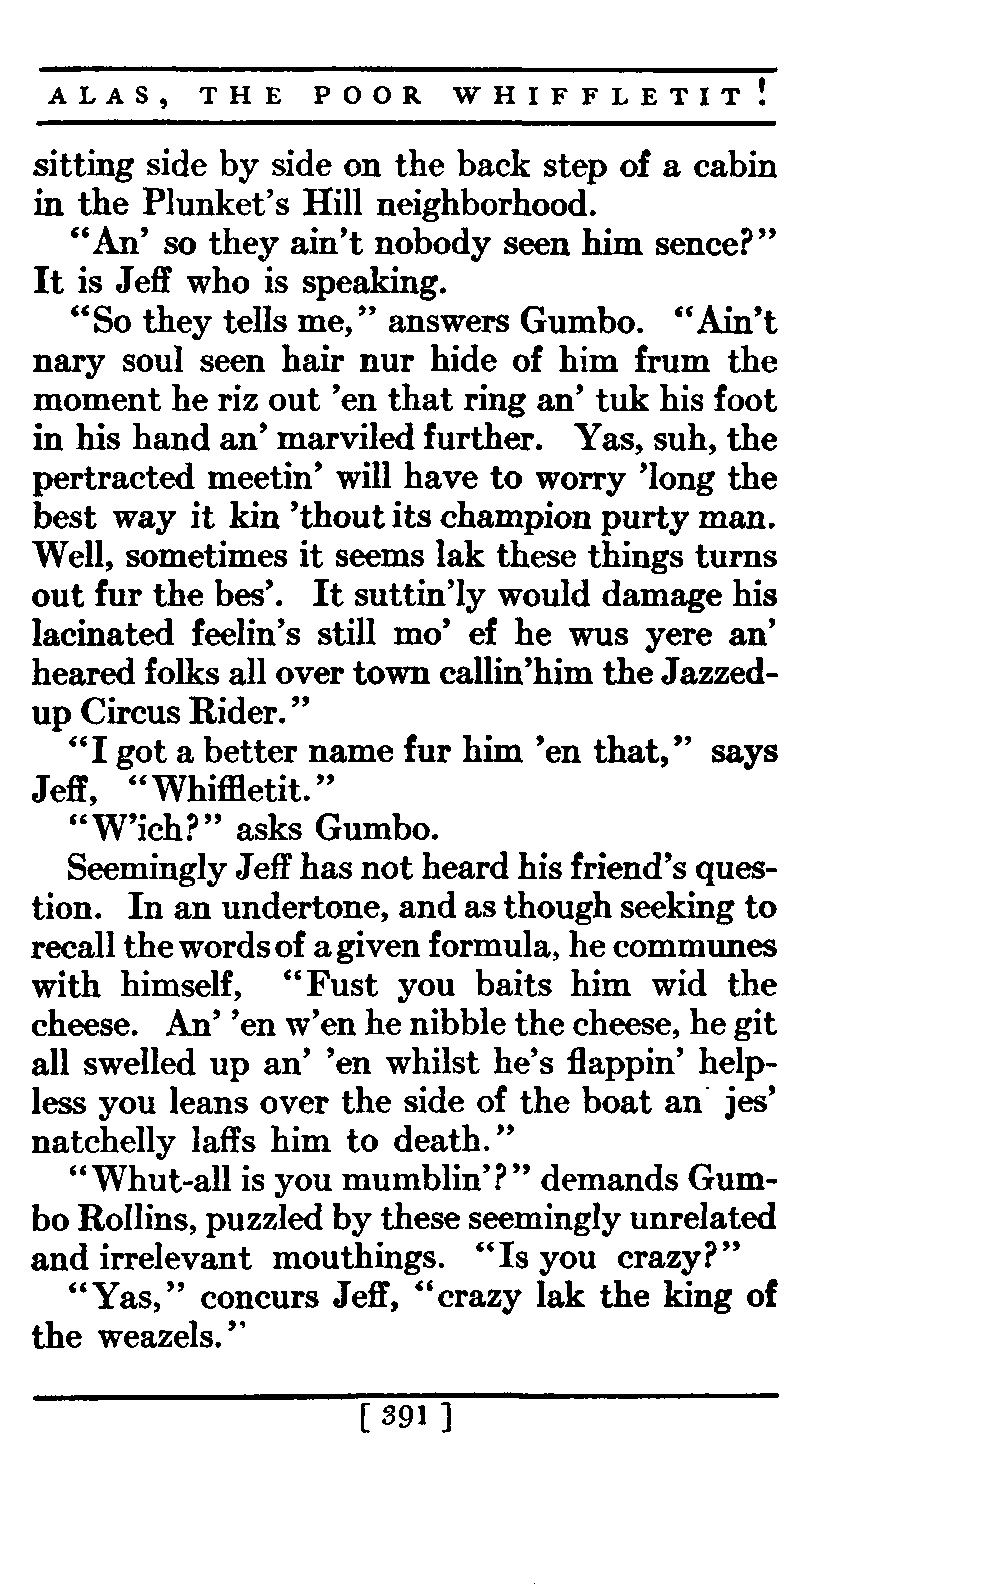 ALAS, THE POOR WHIFFLETIT!
sitting side by side on the back step of a cabin
in the Plunket's Hill neighborhood.
“An' so they ain't nobody seen him sence?”
It is Jeff who is speaking.
“So they tells me,” answers Gumbo. “Ain't
nary soul seen hair nur hide of him frum the
moment he riz out 'en that ring an' tuk his foot
in his hand an' marviled further. Yas, suh, the
pertracted meetin' will have to worry 'long the
best way it kin 'thout its champion purty man.
Well, sometimes it seems lak these things turns
out fur the bes'. It suttin'ly would damage his
lacinated feelin's still mo' ef he wus yere an'
heared folks all over town callin'him the Jazzed-
up Circus Rider.”
“I got a better name fur him 'en that,” says
Jeff, “Whiffletit.”
“W'ich?” asks Gumbo.
Seemingly Jeff has not heard his friend's ques-
tion. In an undertone, and as though seeking to
recall the words of a given formula, he communes
with himself, “Fust you baits him wid the
cheese. An' 'en w'en he nibble the cheese, he git
all swelled up an' 'en whilst he's flappin' help-
less you leans over the side of the boat an' jes'
natchelly laffs him to death.”
“Whut-all is you mumblin'?” demands Gum-
bo Rollins, puzzled by these seemingly unrelated
and irrelevant mouthings. “Is you crazy?”
“Yas,” concurs Jeff, “crazy lak the king of
the weazels.”
[ 391 ]